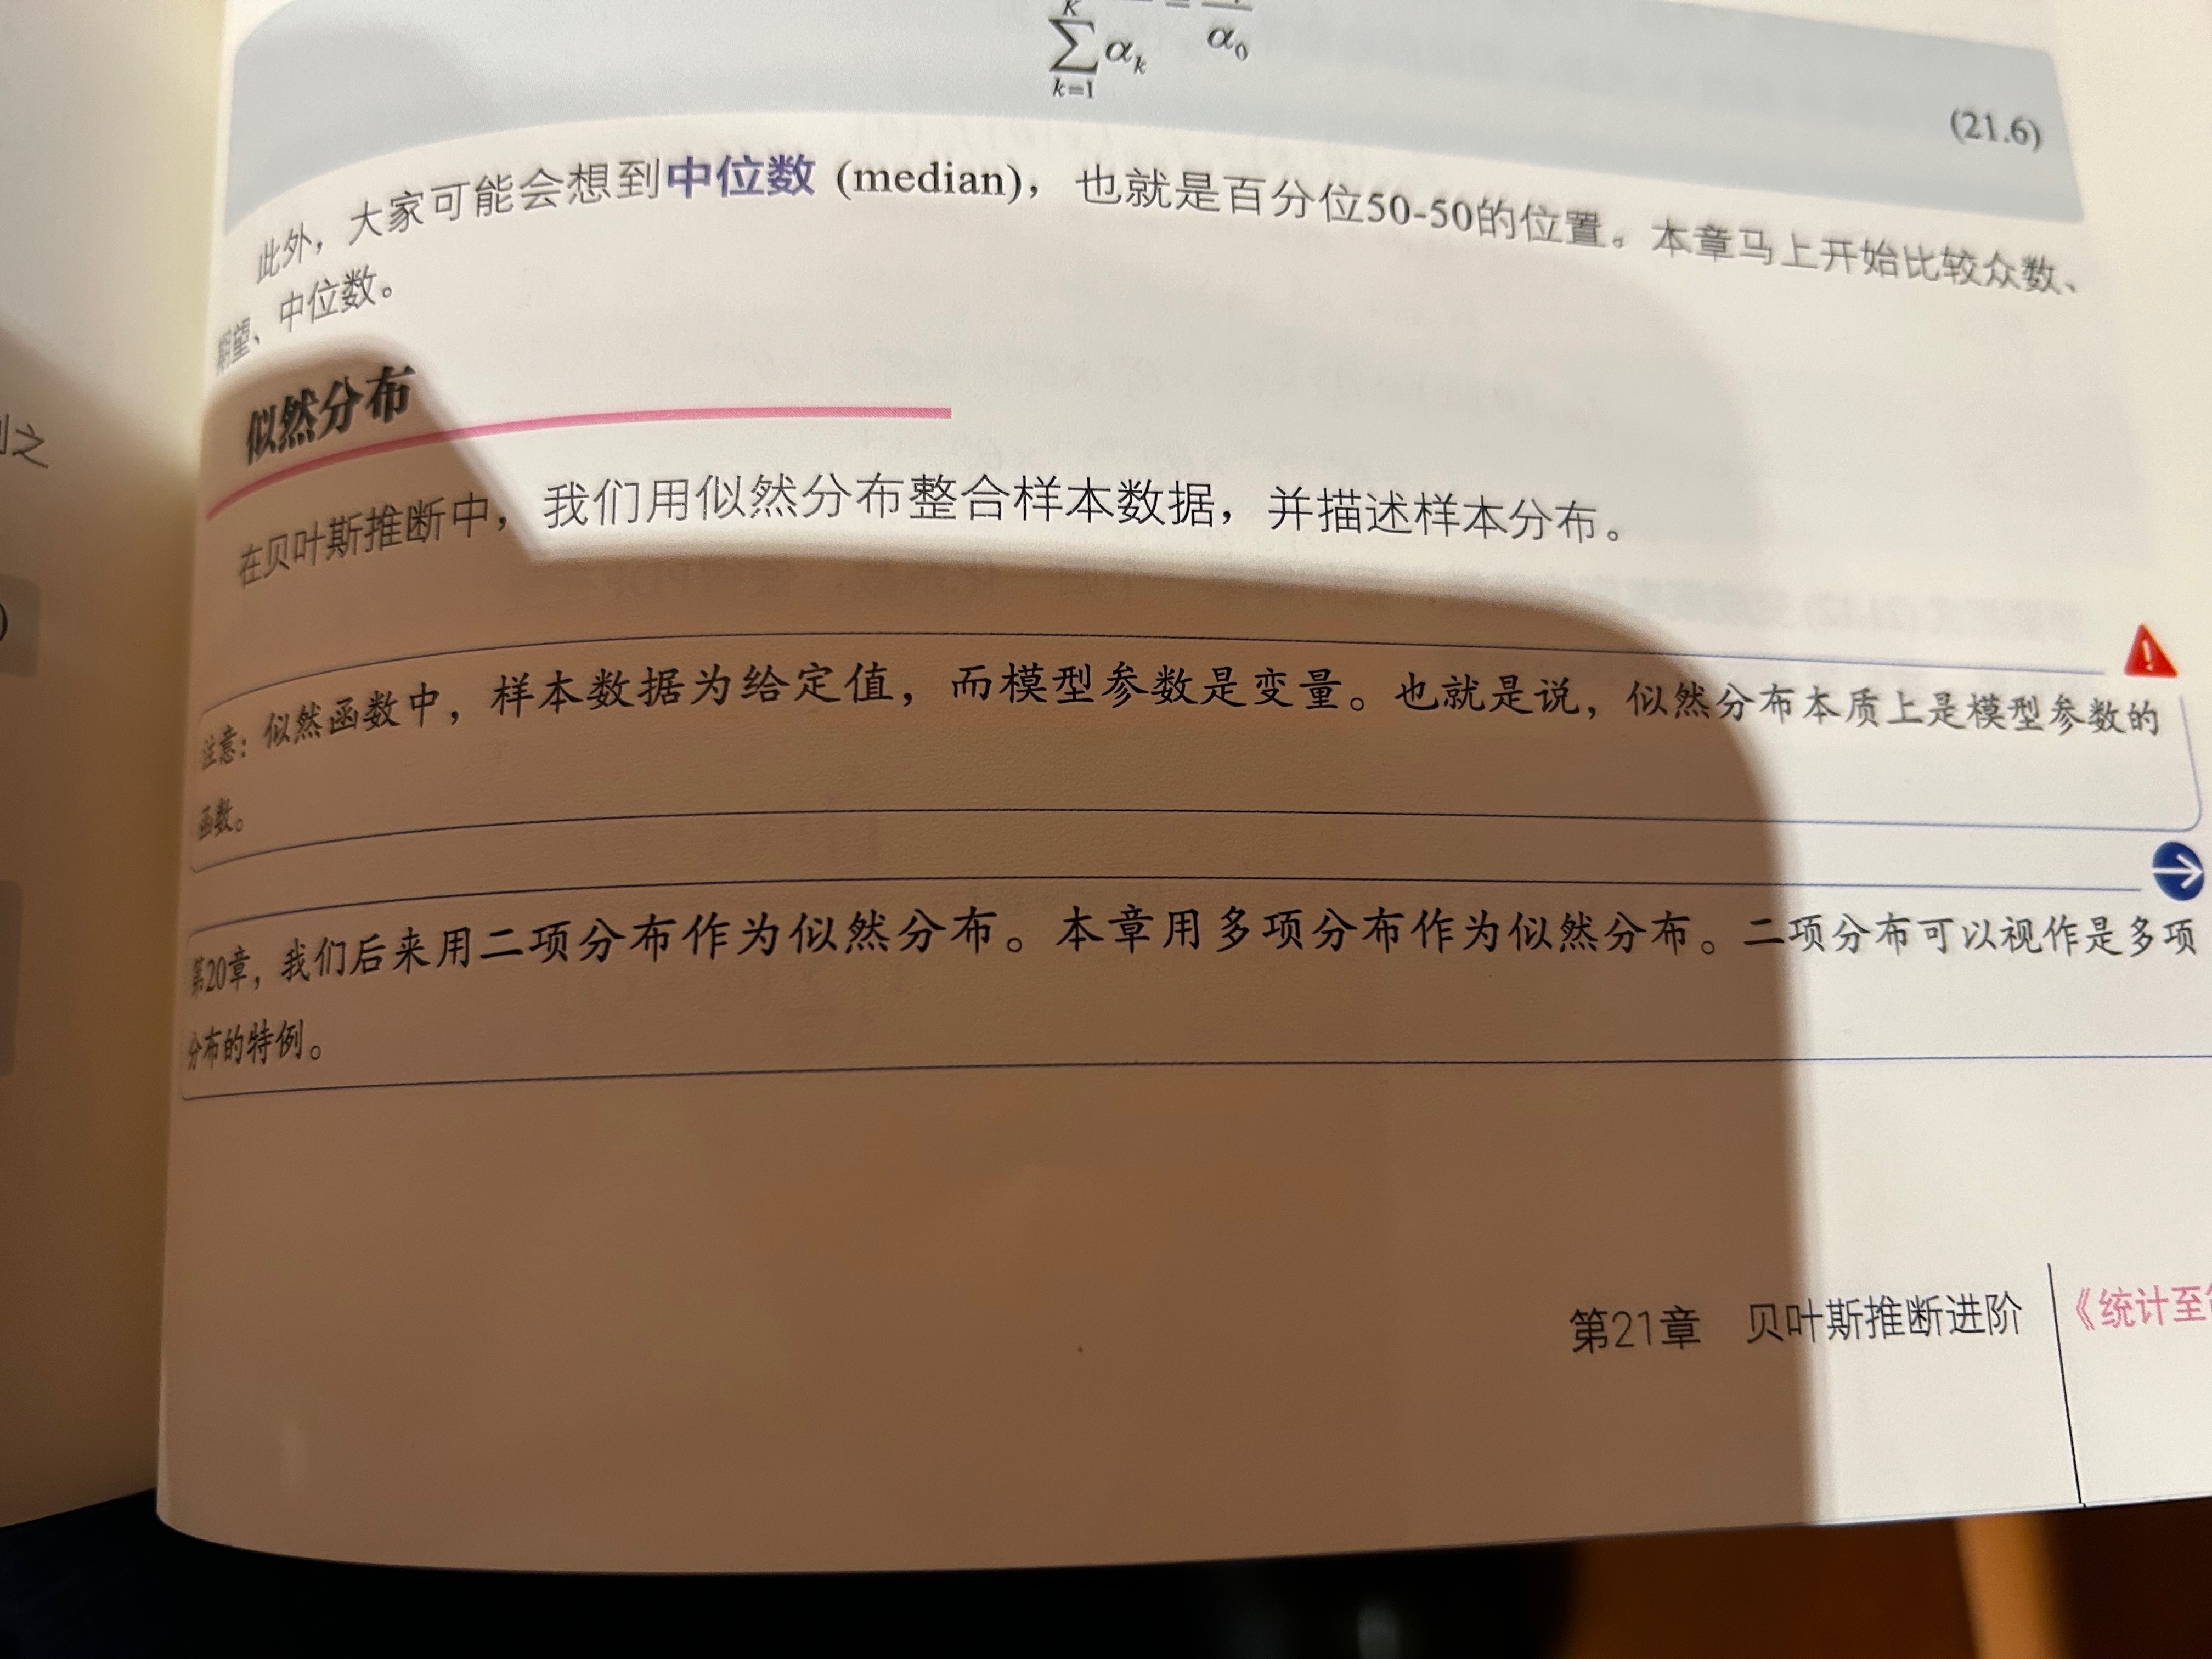 K
∑ α_k = α_0
k=1
(21.6)
此外，大家可能会想到中位数 (median)，也就是百分位50-50的位置。本章马上开始比较众数、
期望、中位数。
似然分布
在贝叶斯推断中，我们用似然分布整合样本数据，并描述样本分布。
注意：似然函数中，样本数据为给定值，而模型参数是变量。也就是说，似然分布本质上是模型参数的
函数。
第20章，我们后来用二项分布作为似然分布。本章用多项分布作为似然分布。二项分布可以视作是多项
分布的特例。
第21章 贝叶斯推断进阶
《统计至